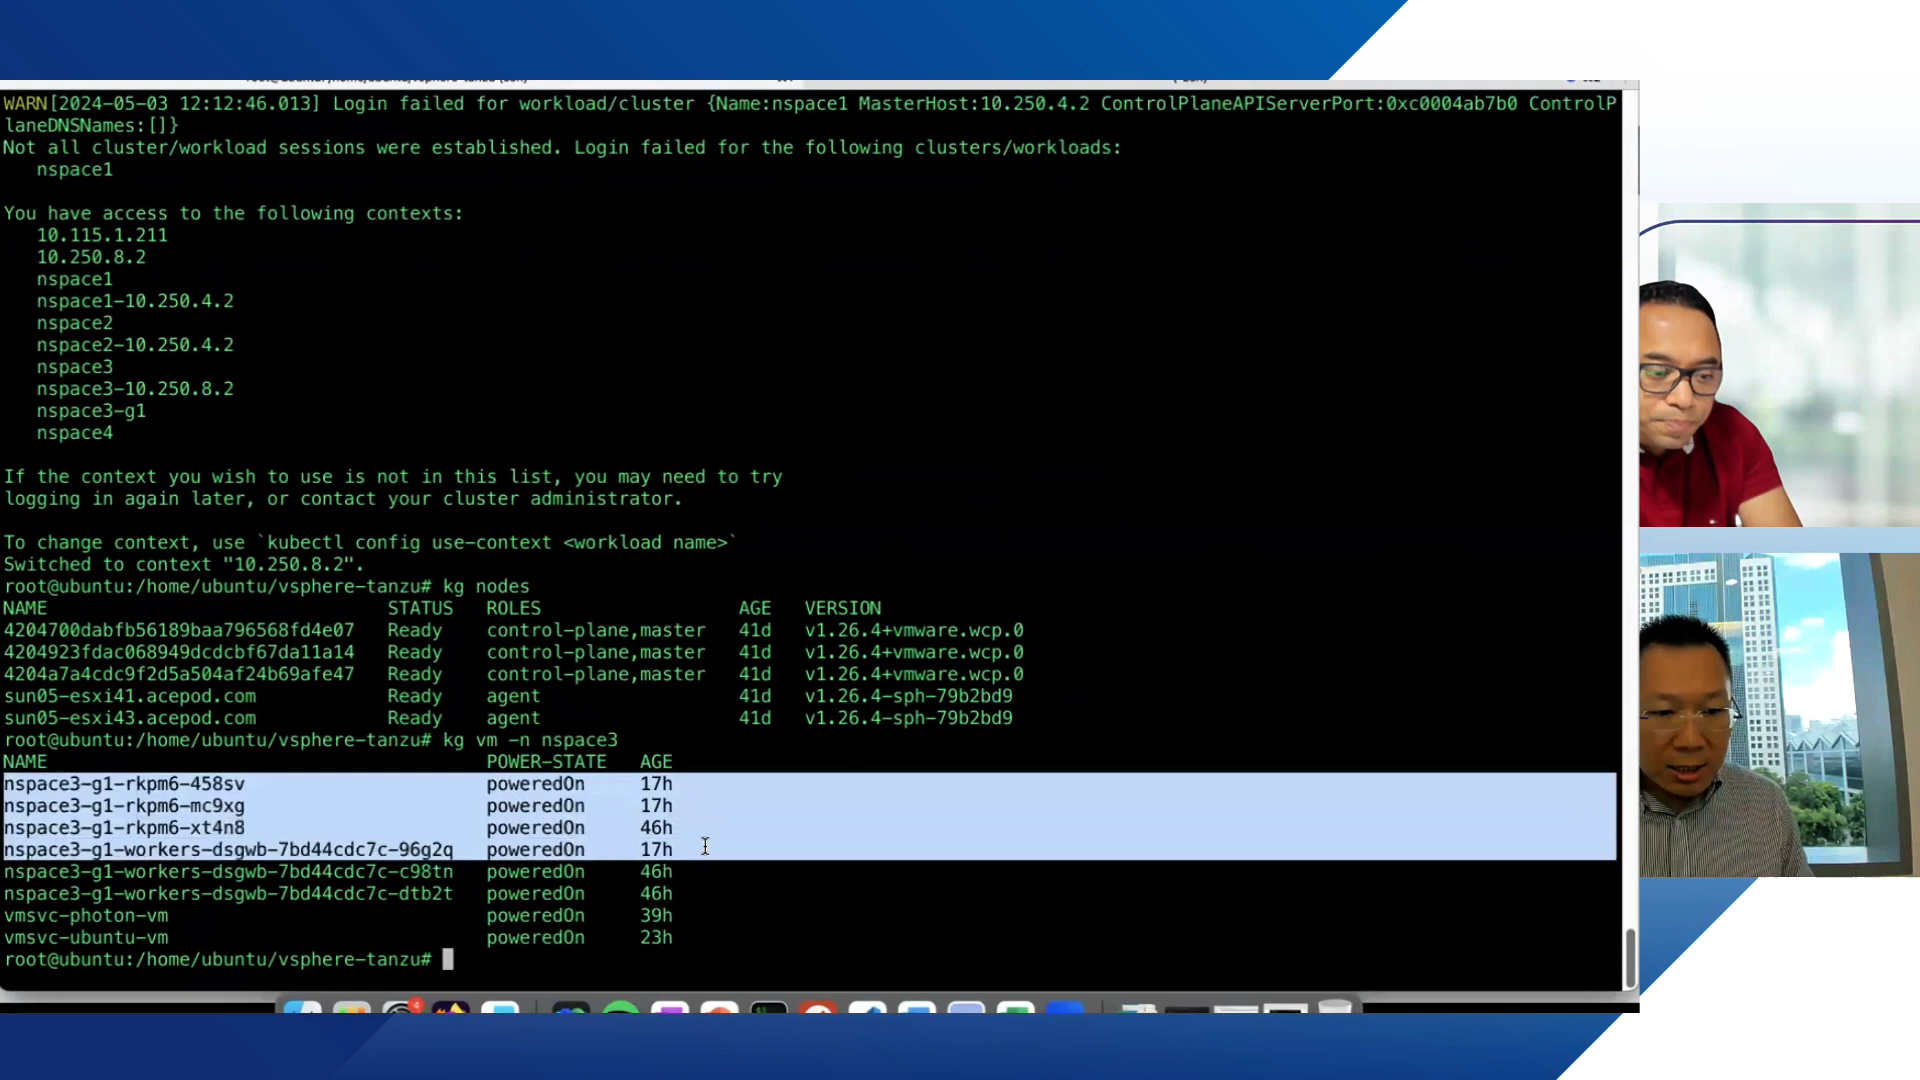 WARN[2024-05-03 12:12:46.013] Login failed for workload/cluster {Name:nspace1 MasterHost:10.250.4.2 ControlPlaneAPIServerPort:0xc0004ab7b0 ControlP
laneDNSNames:[]}
Not all cluster/workload sessions were established. Login failed for the following clusters/workloads:
nspace1
You have access to the following contexts:
10.115.1.211
10.250.8.2
nspace1
nspace1-10.250.4.2
nspace2
nspace2-10.250.4.2
nspace3
nspace3-10.250.8.2
nspace3-g1
nspace4
If the context you wish to use is not in this list, you may need to try
logging in again later, or contact your cluster administrator.
To change context, use `kubectl config use-context <workload name>`
Switched to context "10.250.8.2".
root@ubuntu:/home/ubuntu/vsphere-tanzu# kg nodes
NAME STATUS ROLES AGE VERSION
4204700dabfb56189baa796568fd4e07 Ready control-plane,master 41d v1.26.4+vmware.wcp.0
4204923fdac068949dcdcbf67da11a14 Ready control-plane,master 41d v1.26.4+vmware.wcp.0
4204a7a4cdc9f2d5a504af24b69afe47 Ready control-plane,master 41d v1.26.4+vmware.wcp.0
sun05-esxi41.acepod.com Ready agent 41d v1.26.4-sph-79b2bd9
sun05-esxi43.acepod.com Ready agent 41d v1.26.4-sph-79b2bd9
root@ubuntu:/home/ubuntu/vsphere-tanzu# kg vm -n nspace3
NAME POWER-STATE AGE
nspace3-g1-rkpm6-458sv poweredOn 17h
nspace3-g1-rkpm6-mc9xg poweredOn 17h
nspace3-g1-rkpm6-xt4n8 poweredOn 46h
nspace3-g1-workers-dsgwb-7bd44cdc7c-96g2q poweredOn 17h
nspace3-g1-workers-dsgwb-7bd44cdc7c-c98tn poweredOn 46h
nspace3-g1-workers-dsgwb-7bd44cdc7c-dtb2t poweredOn 46h
vmsvc-photon-vm poweredOn 39h
vmsvc-ubuntu-vm poweredOn 23h
root@ubuntu:/home/ubuntu/vsphere-tanzu#